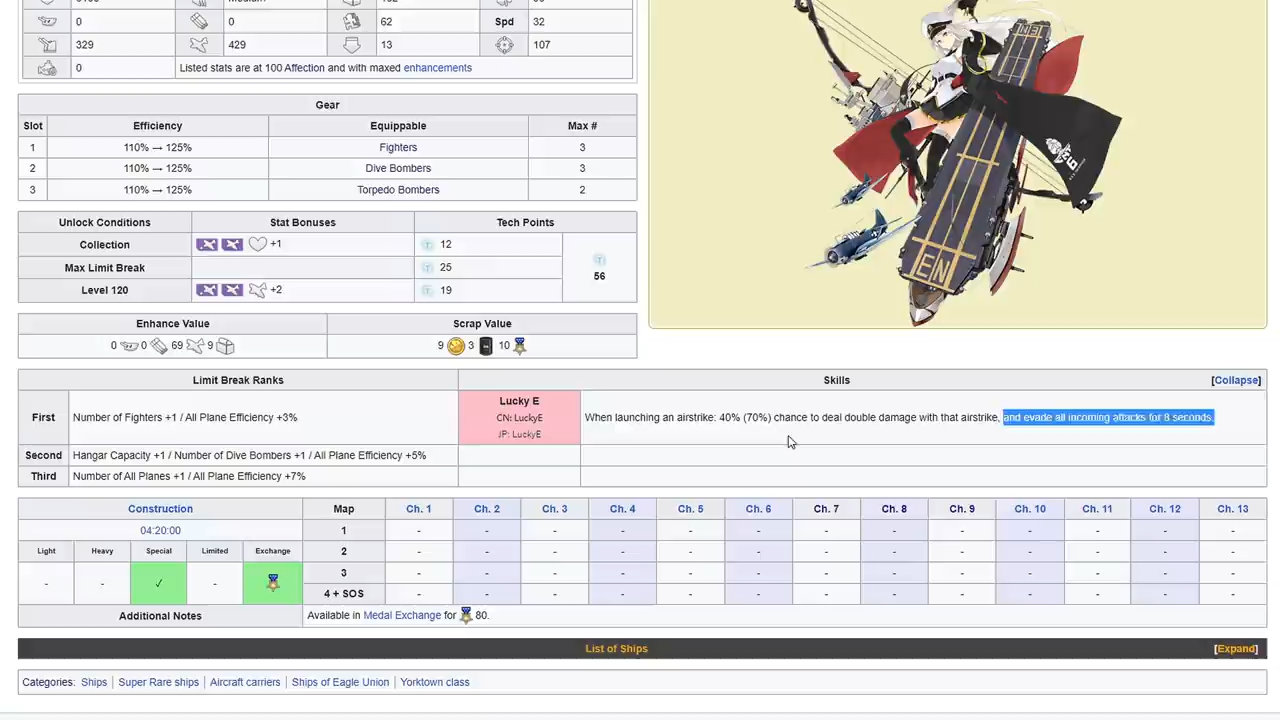 0 0 62 Spd 32
329 429 13 107
0 Listed stats are at 100 Affection and with maxed enhancements
Gear
Slot Efficiency Equippable Max #
1 110% → 125% Fighters 3
2 110% → 125% Dive Bombers 3
3 110% → 125% Torpedo Bombers 2
Unlock Conditions Stat Bonuses Tech Points
Collection +1 12
Max Limit Break 25 56
Level 120 +2 19
Enhance Value Scrap Value
0 0 69 9 9 3 10
Limit Break Ranks Skills [Collapse]
First Number of Fighters +1 / All Plane Efficiency +3% Lucky E When launching an airstrike: 40% (70%) chance to deal double damage with that airstrike, and evade all incoming attacks for 8 seconds.
CN: LuckyE
JP: LuckyE
Second Hangar Capacity +1 / Number of Dive Bombers +1 / All Plane Efficiency +5%
Third Number of All Planes +1 / All Plane Efficiency +7%
Construction Map Ch. 1 Ch. 2 Ch. 3 Ch. 4 Ch. 5 Ch. 6 Ch. 7 Ch. 8 Ch. 9 Ch. 10 Ch. 11 Ch. 12 Ch. 13
04:20:00 1 - - - - - - - - - - - - -
Light Heavy Special Limited Exchange 2 - - - - - - - - - - - - -
- - ✓ - 3 - - - - - - - - - - - - -
4 + SOS - - - - - - - - - - - - -
Additional Notes Available in Medal Exchange for 80.
List of Ships [Expand]
Categories: Ships | Super Rare ships | Aircraft carriers | Ships of Eagle Union | Yorktown class
EN
EN